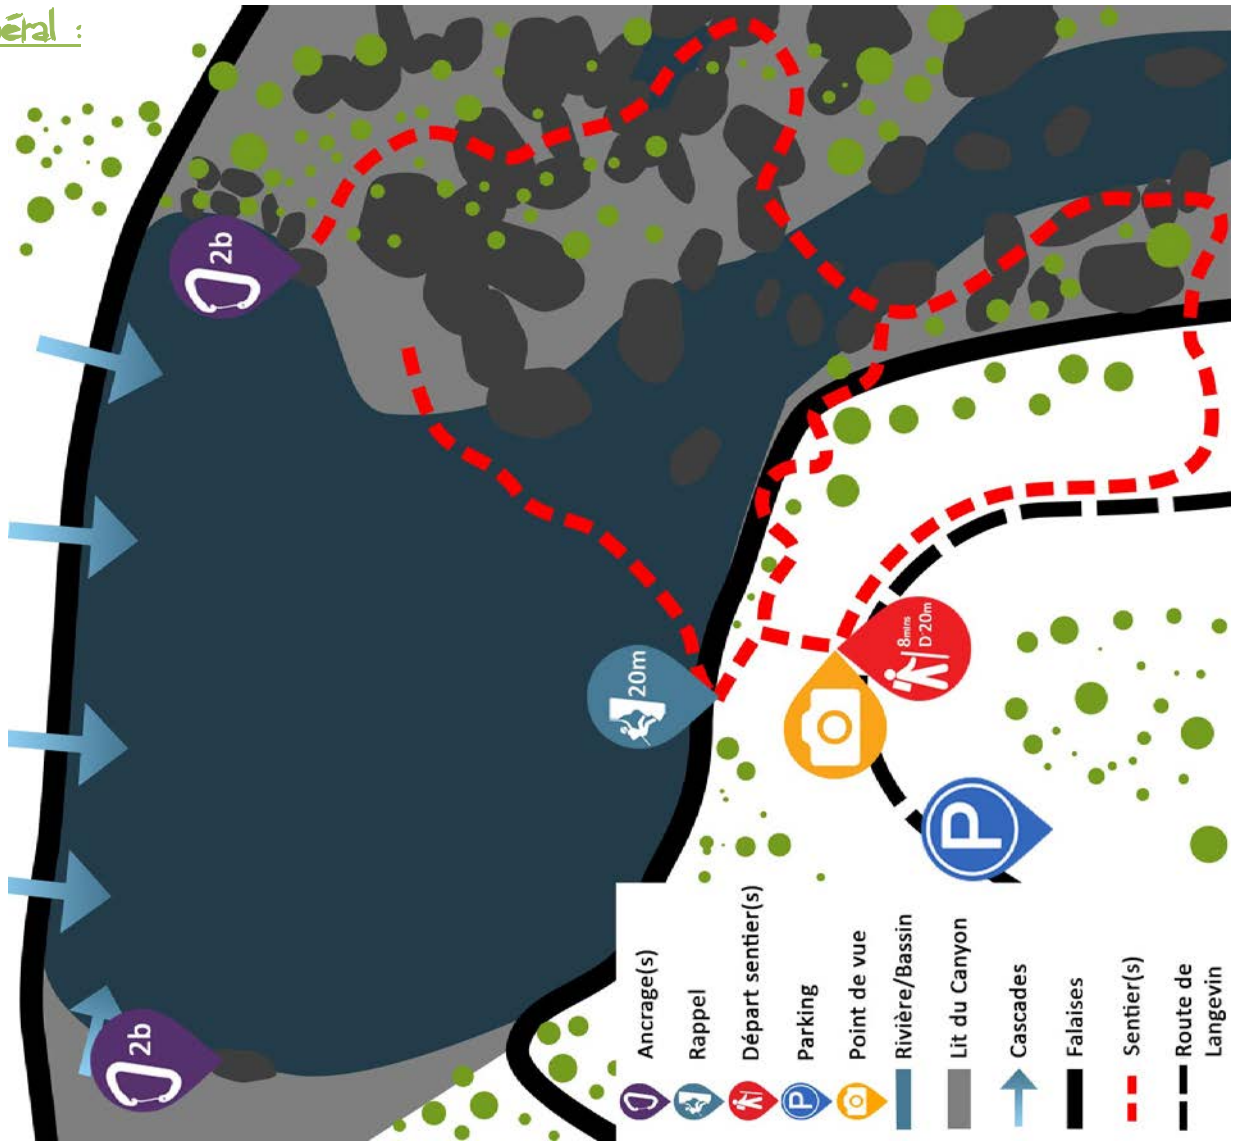 éral :
2b
20m
8mins
D⁻20m
P
2b
Ancrage(s)
Rappel
Départ sentier(s)
Parking
Point de vue
Rivière/Bassin
Lit du Canyon
Cascades
Falaises
Sentier(s)
Route de
Langevin